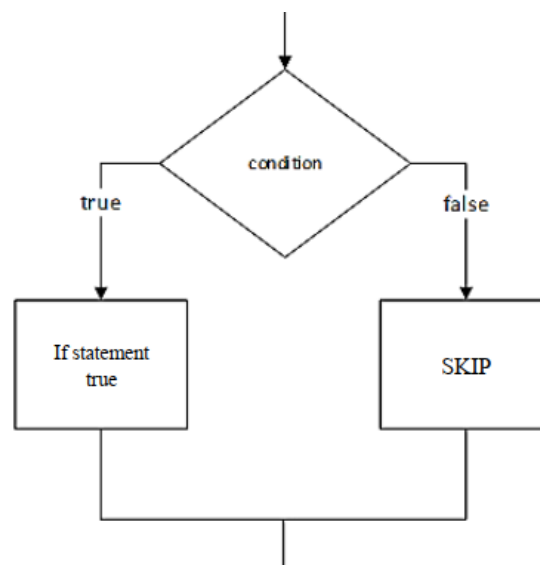 condition
true
false
If statement
true
SKIP